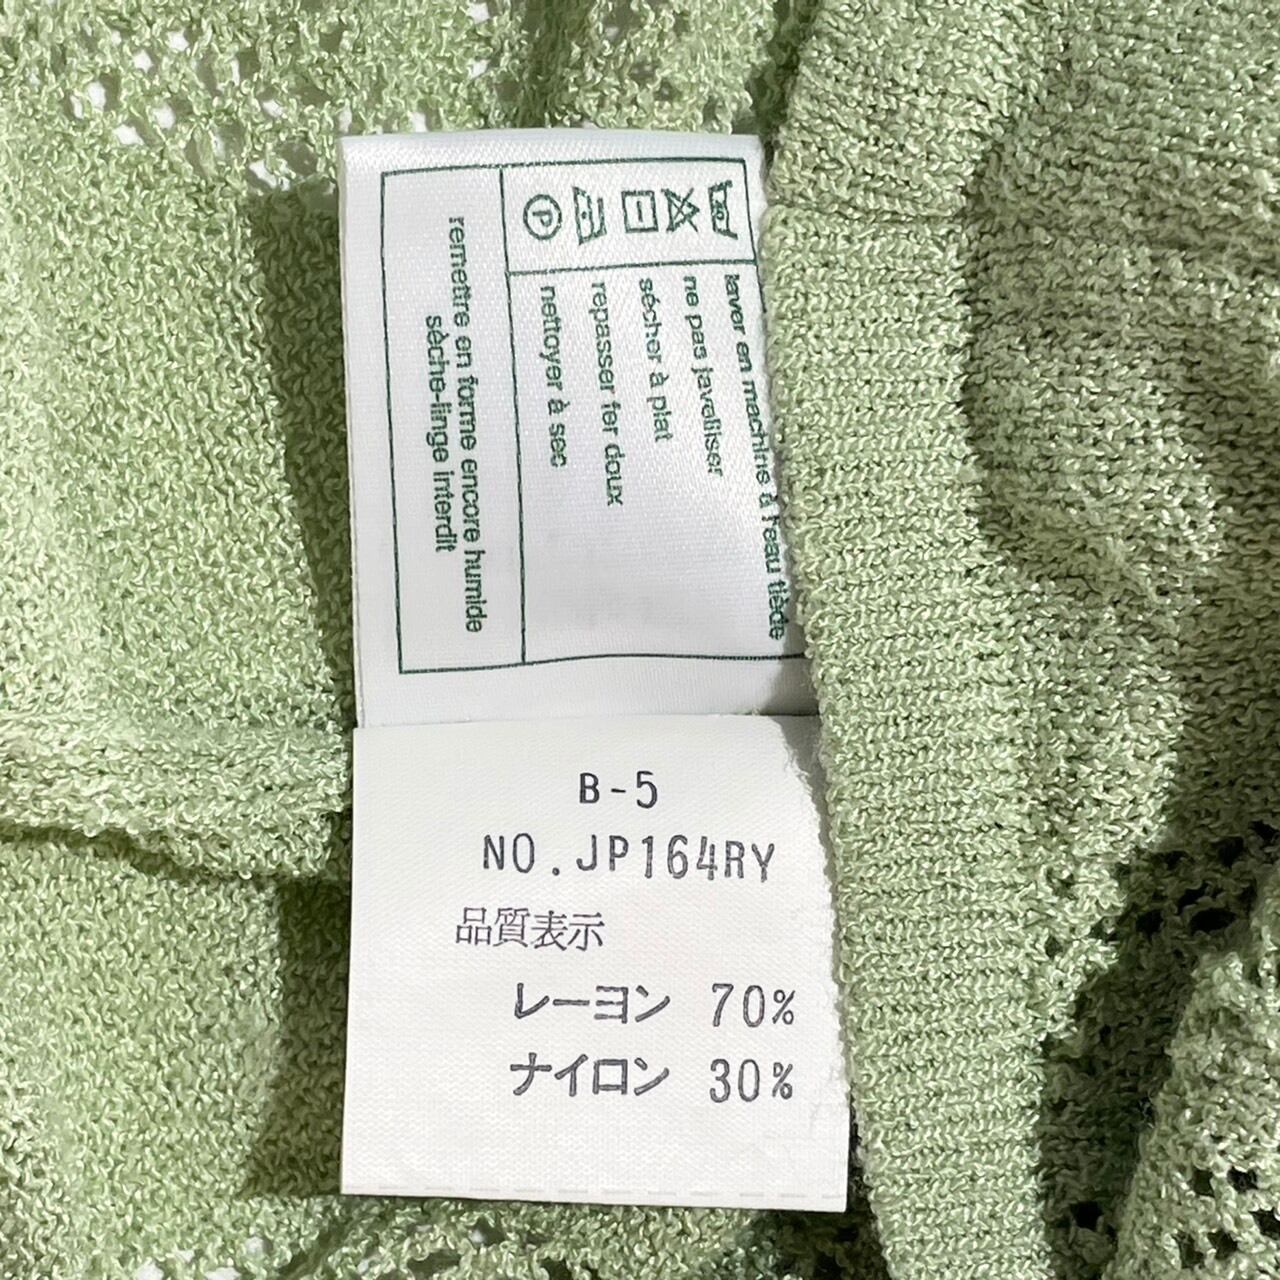 laver en machine à l'eau tiède
ne pas javelliser
sécher à plat
repasser fer doux
nettoyer à sec
P
remettre en forme encore humide
sèche-linge interdit
B-5
NO.JP164RY
品質表示
レーヨン 70%
ナイロン 30%